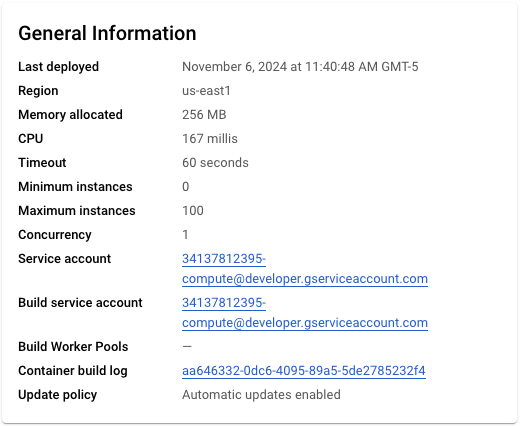 General Information
Last deployed November 6, 2024 at 11:40:48 AM GMT-5
Region us-east1
Memory allocated 256 MB
CPU 167 millis
Timeout 60 seconds
Minimum instances 0
Maximum instances 100
Concurrency 1
Service account 34137812395-
compute@developer.gserviceaccount.com
Build service account 34137812395-
compute@developer.gserviceaccount.com
Build Worker Pools —
Container build log aa646332-0dc6-4095-89a5-5de2785232f4
Update policy Automatic updates enabled